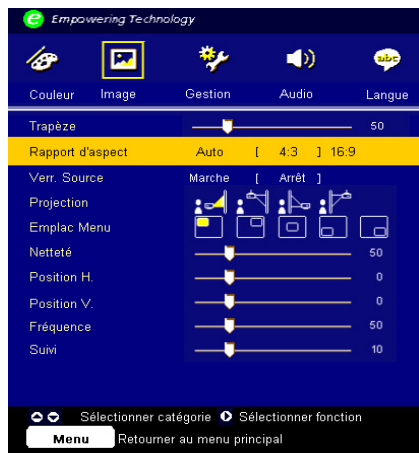 e Empowering Technology
abc
Couleur Image Gestion Audio Langue
Trapèze 50
Rapport d'aspect Auto [ 4:3 ] 16:9
Verr. Source Marche [ Arrêt ]
Projection
Emplac Menu
Netteté 50
Position H. 0
Position V. 0
Fréquence 50
Suivi 10
Sélectionner catégorie Sélectionner fonction
Menu Retourner au menu principal